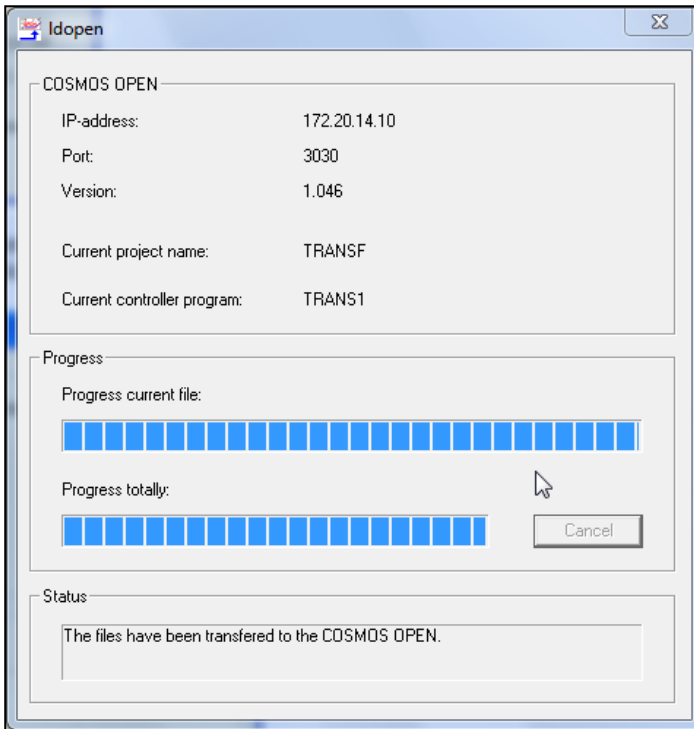 Idopen
COSMOS OPEN
IP-address: 172.20.14.10
Port: 3030
Version: 1.046
Current project name: TRANSF
Current controller program: TRANS1
Progress
Progress current file:
Progress totally:
Cancel
Status
The files have been transfered to the COSMOS OPEN.